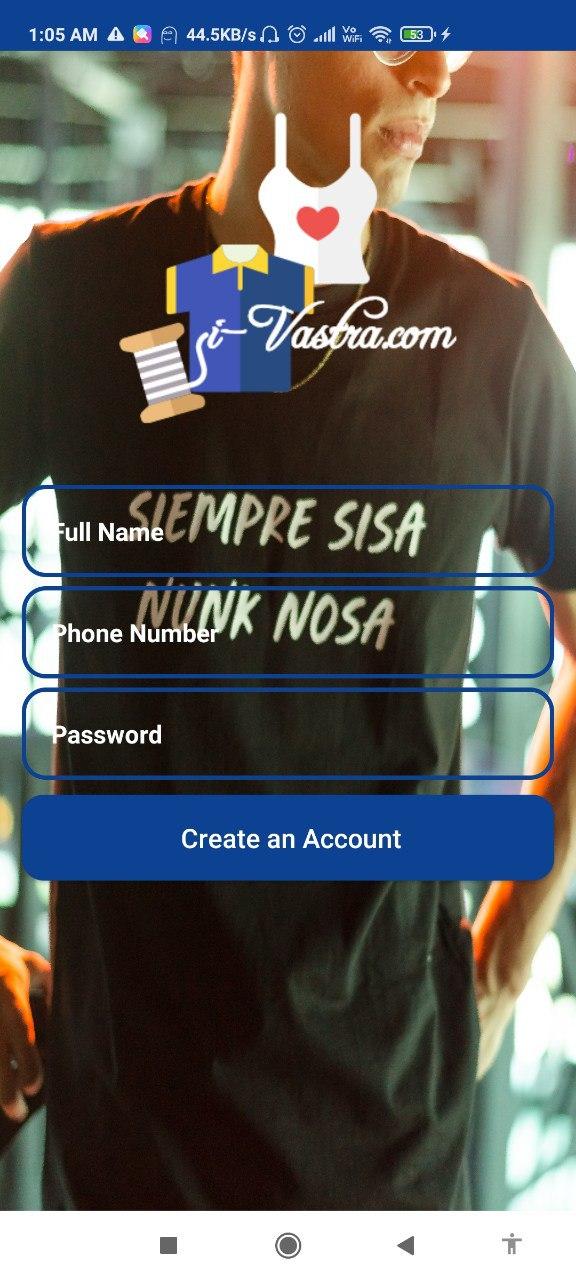 1:05 AM 44.5KB/s Vo WiFi 53
Si-Vastra.com
SIEMPRE SISA
Full Name
NUNK NOSA
Phone Number
Password
Create an Account